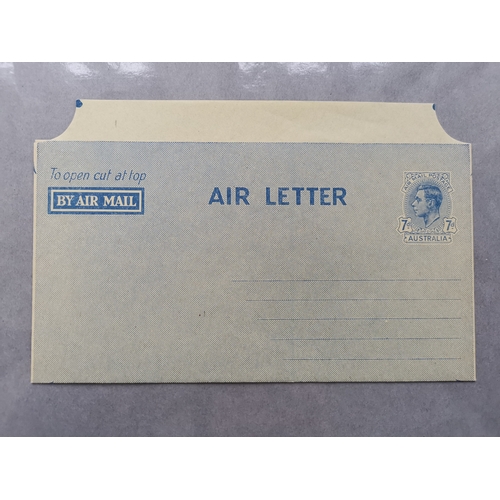 To open cut at top
BY AIR MAIL
AIR LETTER
7D 7D
AUSTRALIA